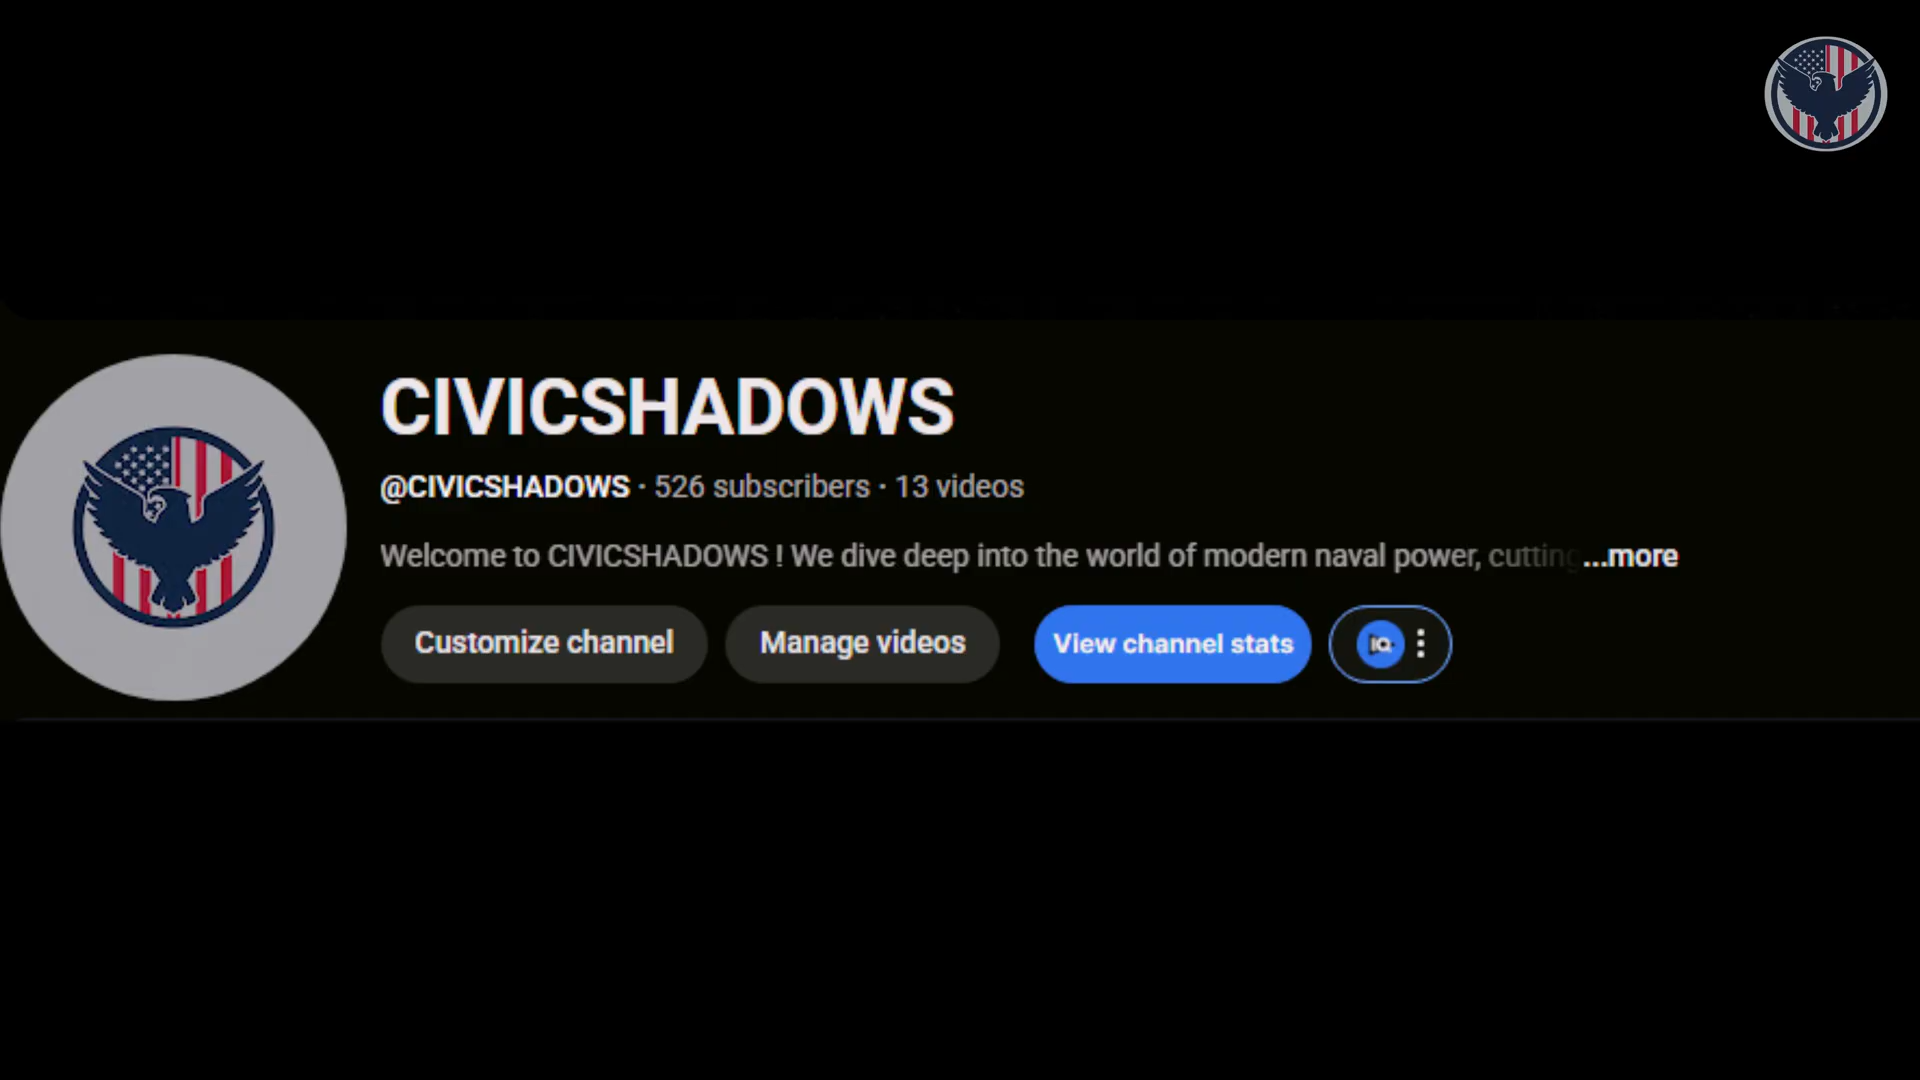 CIVICSHADOWS
@CIVICSHADOWS · 526 subscribers · 13 videos
Welcome to CIVICSHADOWS ! We dive deep into the world of modern naval power, cutting ...more
Customize channel Manage videos View channel stats